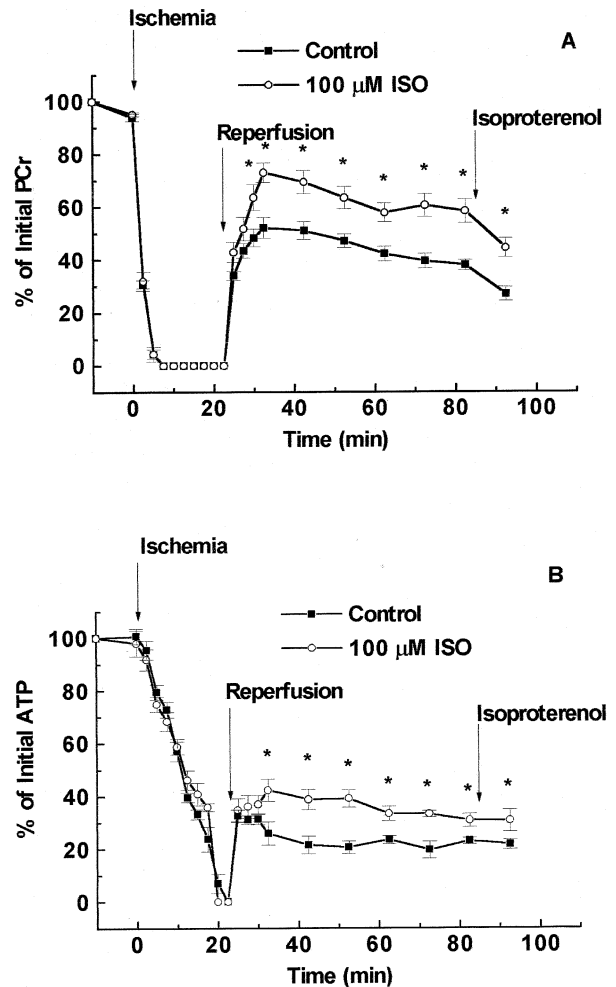 Ischemia
A
Control
100 μM ISO
Isoproterenol
Reperfusion
* * * * * * * *
% of Initial PCr
100
80
60
40
20
0
0 20 40 60 80 100
Time (min)
Ischemia
B
Control
100 μM ISO
Reperfusion
Isoproterenol
* * * * * * *
% of Initial ATP
100
80
60
40
20
0
0 20 40 60 80 100
Time (min)